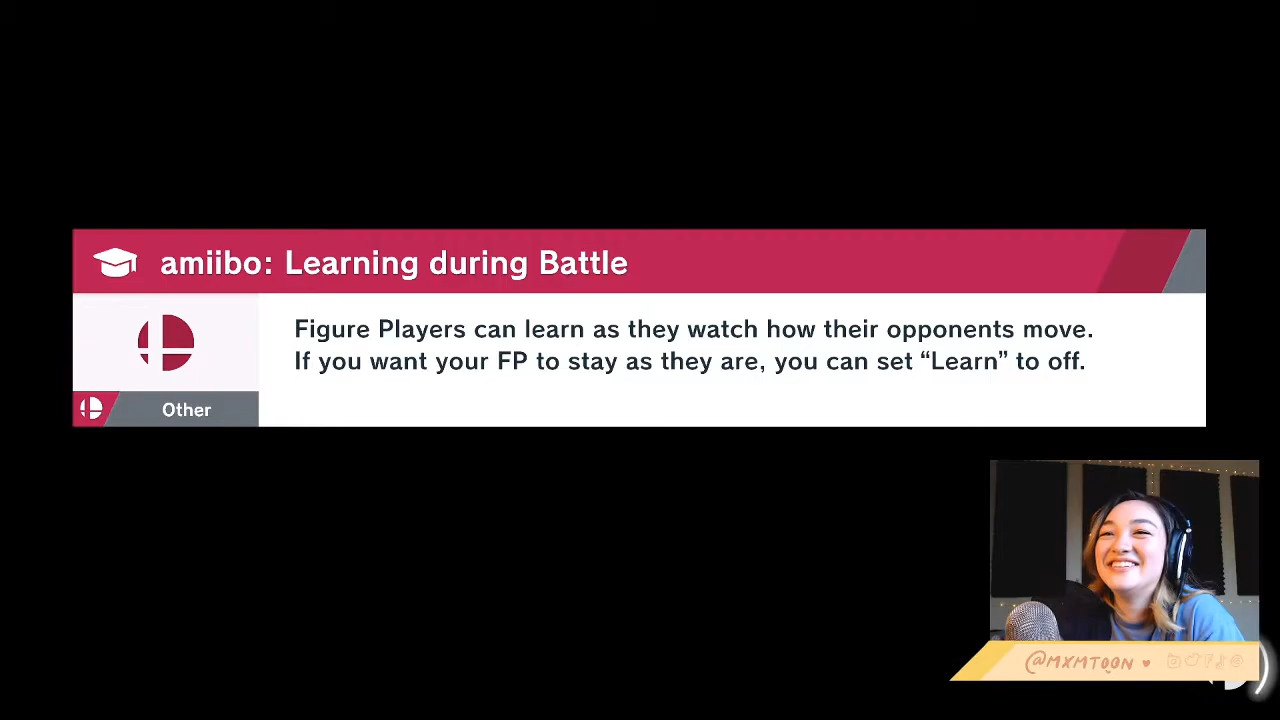 amiibo: Learning during Battle
Figure Players can learn as they watch how their opponents move.
If you want your FP to stay as they are, you can set “Learn” to off.
Other
@MXMTOON